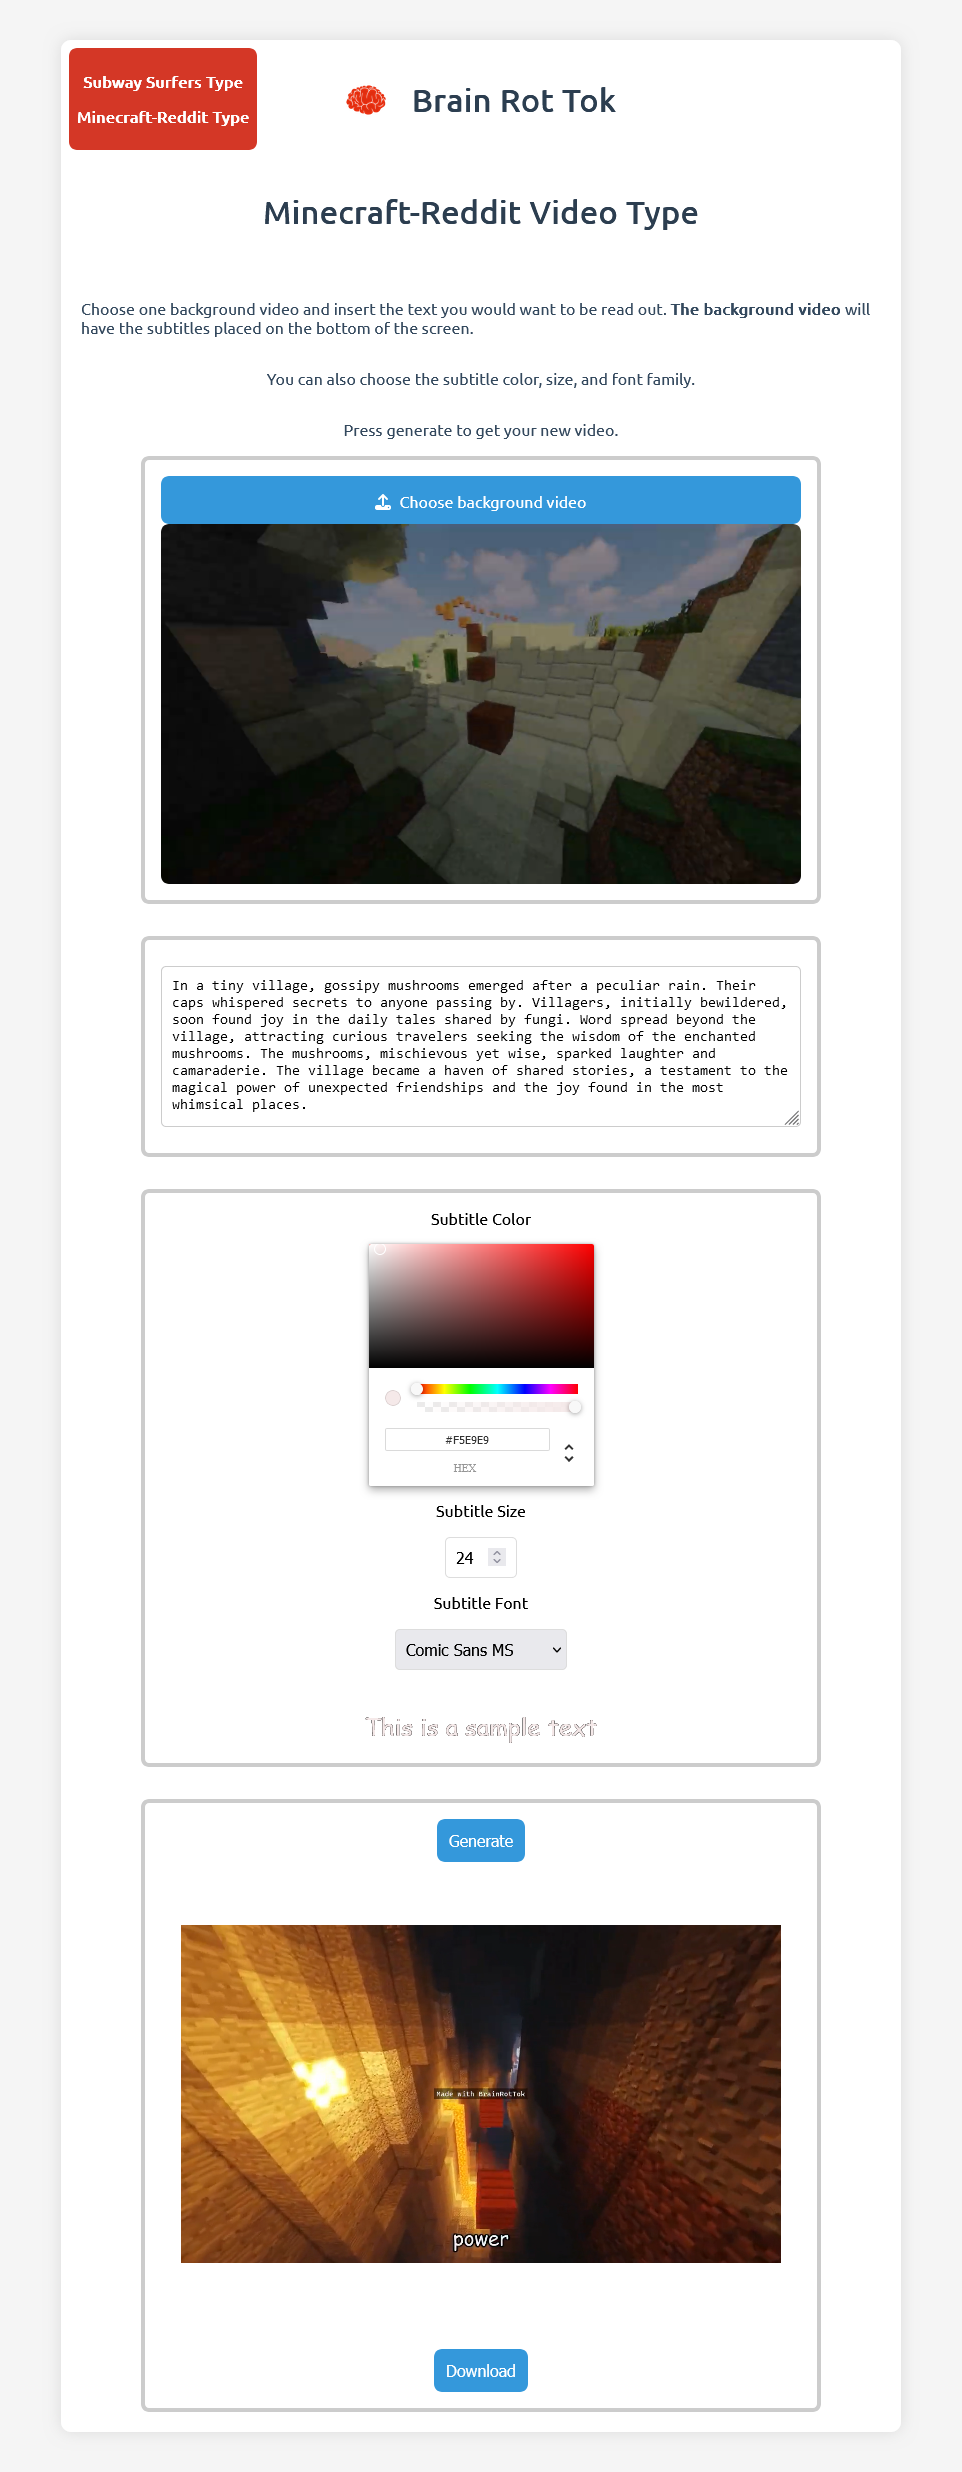 Subway Surfers Type
Minecraft-Reddit Type
Brain Rot Tok
Minecraft-Reddit Video Type
Choose one background video and insert the text you would want to be read out. The background video will
have the subtitles placed on the bottom of the screen.
You can also choose the subtitle color, size, and font family.
Press generate to get your new video.
Choose background video
In a tiny village, gossipy mushrooms emerged after a peculiar rain. Their
caps whispered secrets to anyone passing by. Villagers, initially bewildered,
soon found joy in the daily tales shared by fungi. Word spread beyond the
village, attracting curious travelers seeking the wisdom of the enchanted
mushrooms. The mushrooms, mischievous yet wise, sparked laughter and
camaraderie. The village became a haven of shared stories, a testament to the
magical power of unexpected friendships and the joy found in the most
whimsical places.
Subtitle Color
#F5E9E9
HEX
Subtitle Size
24
Subtitle Font
Comic Sans MS
This is a sample text
Generate
Made with BrainRotTok
power
Download